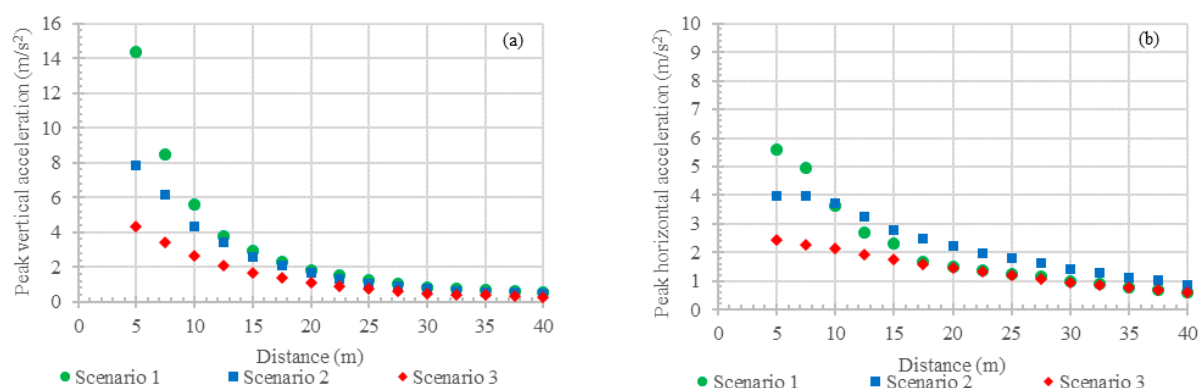 (a)
Peak vertical acceleration (m/s²)
16
14
12
10
8
6
4
2
0
0 5 10 15 20 25 30 35 40
Distance (m)
Scenario 1 Scenario 2 Scenario 3
(b)
Peak horizontal acceleration (m/s²)
10
9
8
7
6
5
4
3
2
1
0
0 5 10 15 20 25 30 35 40
Distance (m)
Scenario 1 Scenario 2 Scenario 3